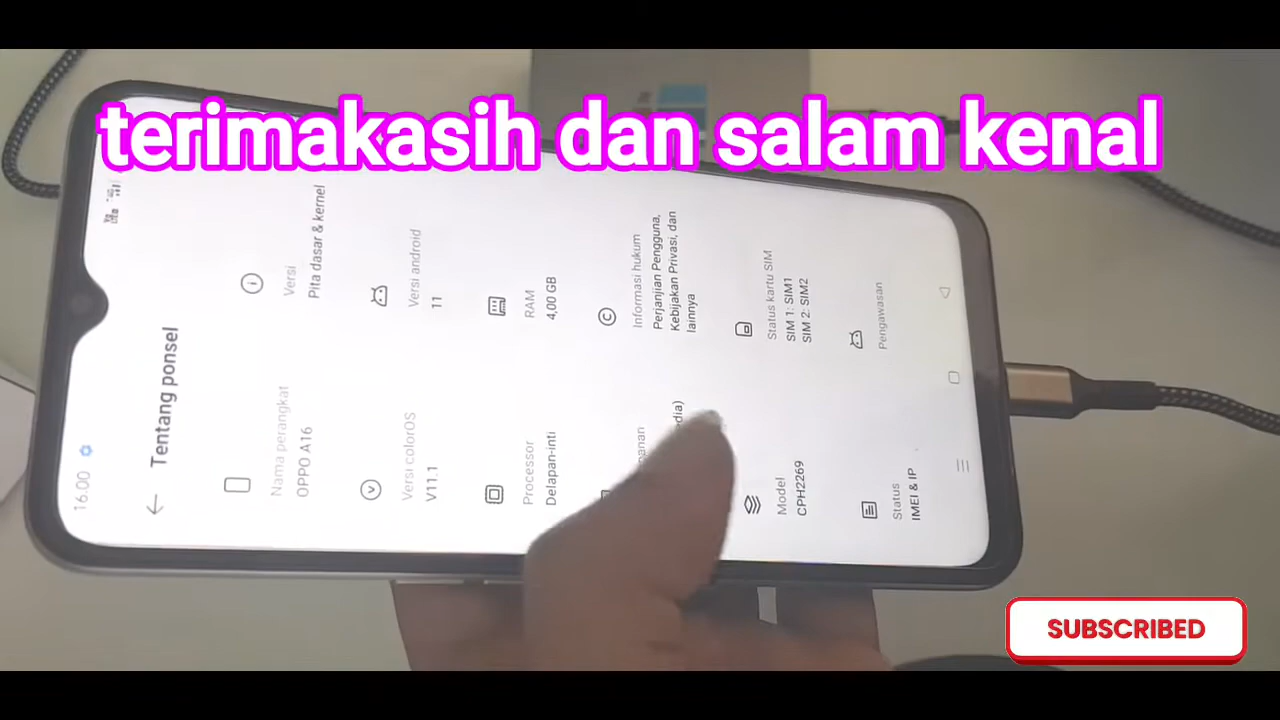 terimakasih dan salam kenal
16.00
Tentang ponsel
Nama perangkat
OPPO A16
Versi
Pita dasar & kernel
Versi colorOS
V11.1
Versi android
11
Processor
Delapan-inti
RAM
4,00 GB
Informasi hukum
Perjanjian Pengguna,
Kebijakan Privasi, dan
lainnya
Model
CPH2269
Status kartu SIM
SIM 1: SIM1
SIM 2: SIM2
Status
IMEI & IP
Pengawasan
SUBSCRIBED